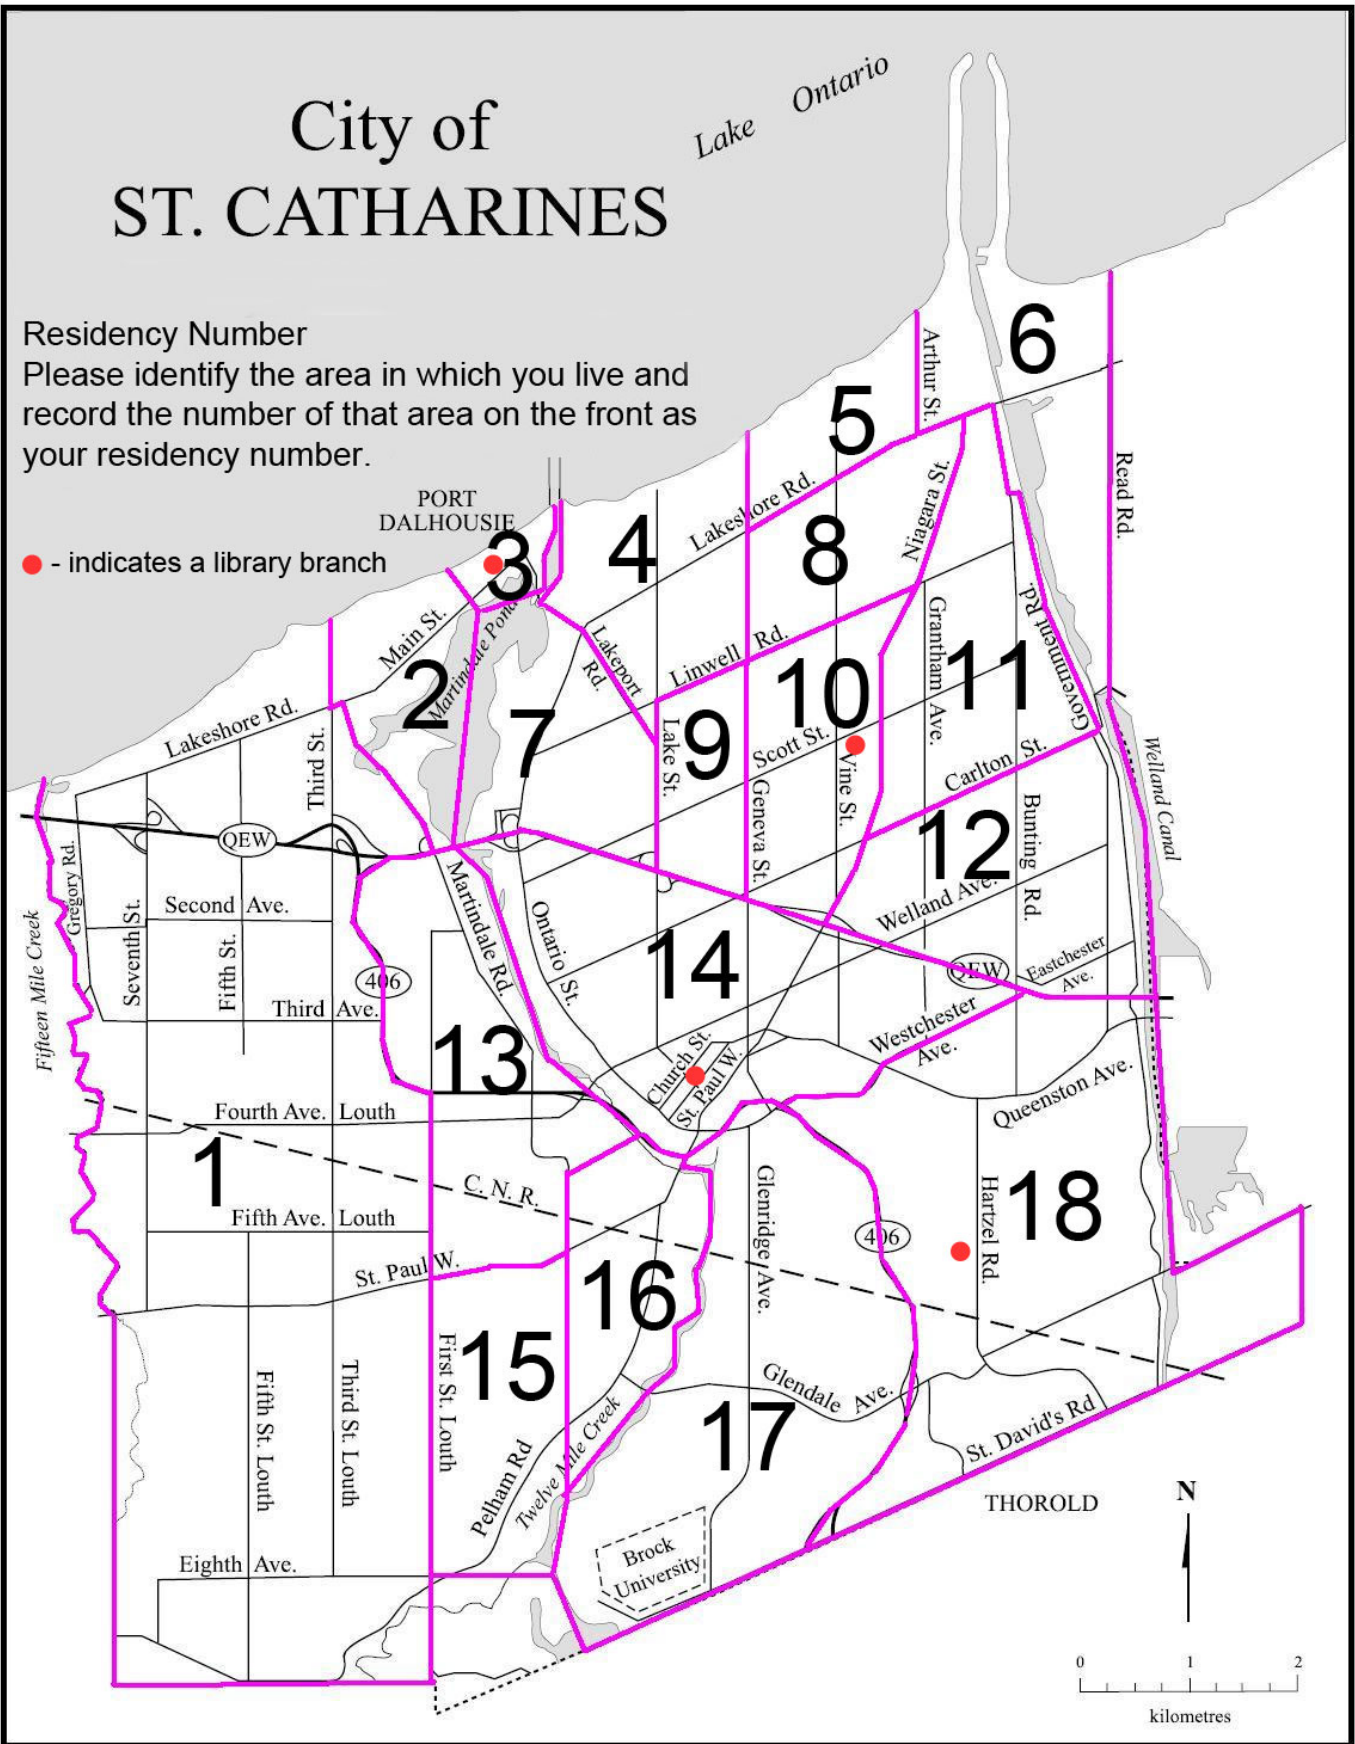 City of
ST. CATHARINES
Lake Ontario
Residency Number
Please identify the area in which you live and
record the number of that area on the front as
your residency number.
- indicates a library branch
PORT
DALHOUSIE
6
Arthur St.
5
Read Rd.
Lakeshore Rd.
Niagara St.
3
4
8
Main St.
Martindale Pond
Lakeport
Rd.
Linwell Rd.
Grantham Ave.
Government Rd.
2
7
9
10
11
Lakeshore Rd.
Third St.
Lake St.
Scott St.
Geneva St.
Vine St.
Carlton St.
Welland Canal
QEW
12
Bunting Rd.
Gregory Rd.
Second Ave.
Seventh St.
Fifth St.
Martindale Rd.
Ontario St.
Welland Ave.
14
QEW
Eastchester
Ave.
Fifteen Mile Creek
406
Third Ave.
13
Church St.
St. Paul W.
Westchester
Ave.
Queenston Ave.
Fourth Ave. Louth
1
C. N. R.
Fifth Ave. Louth
Glenridge Ave.
406
Hartzel Rd.
18
St. Paul W.
16
15
First St. Louth
Third St. Louth
Fifth St. Louth
Glendale Ave.
17
Pelham Rd
Twelve Mile Creek
St. David's Rd
THOROLD
N
Eighth Ave.
Brock
University
0 1 2
kilometres